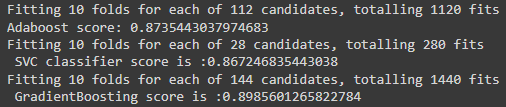 Fitting 10 folds for each of 112 candidates, totalling 1120 fits
Adaboost score: 0.8735443037974683
Fitting 10 folds for each of 28 candidates, totalling 280 fits
SVC classifier score is :0.867246835443038
Fitting 10 folds for each of 144 candidates, totalling 1440 fits
GradientBoosting score is :0.8985601265822784